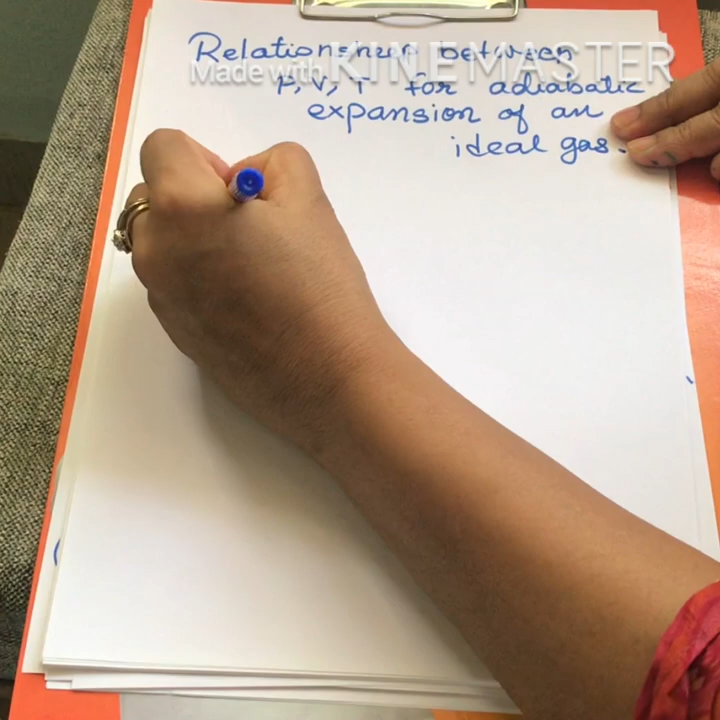 Relationship between
Made with KINEMASTER
P, V, T for adiabatic
expansion of an
ideal gas.